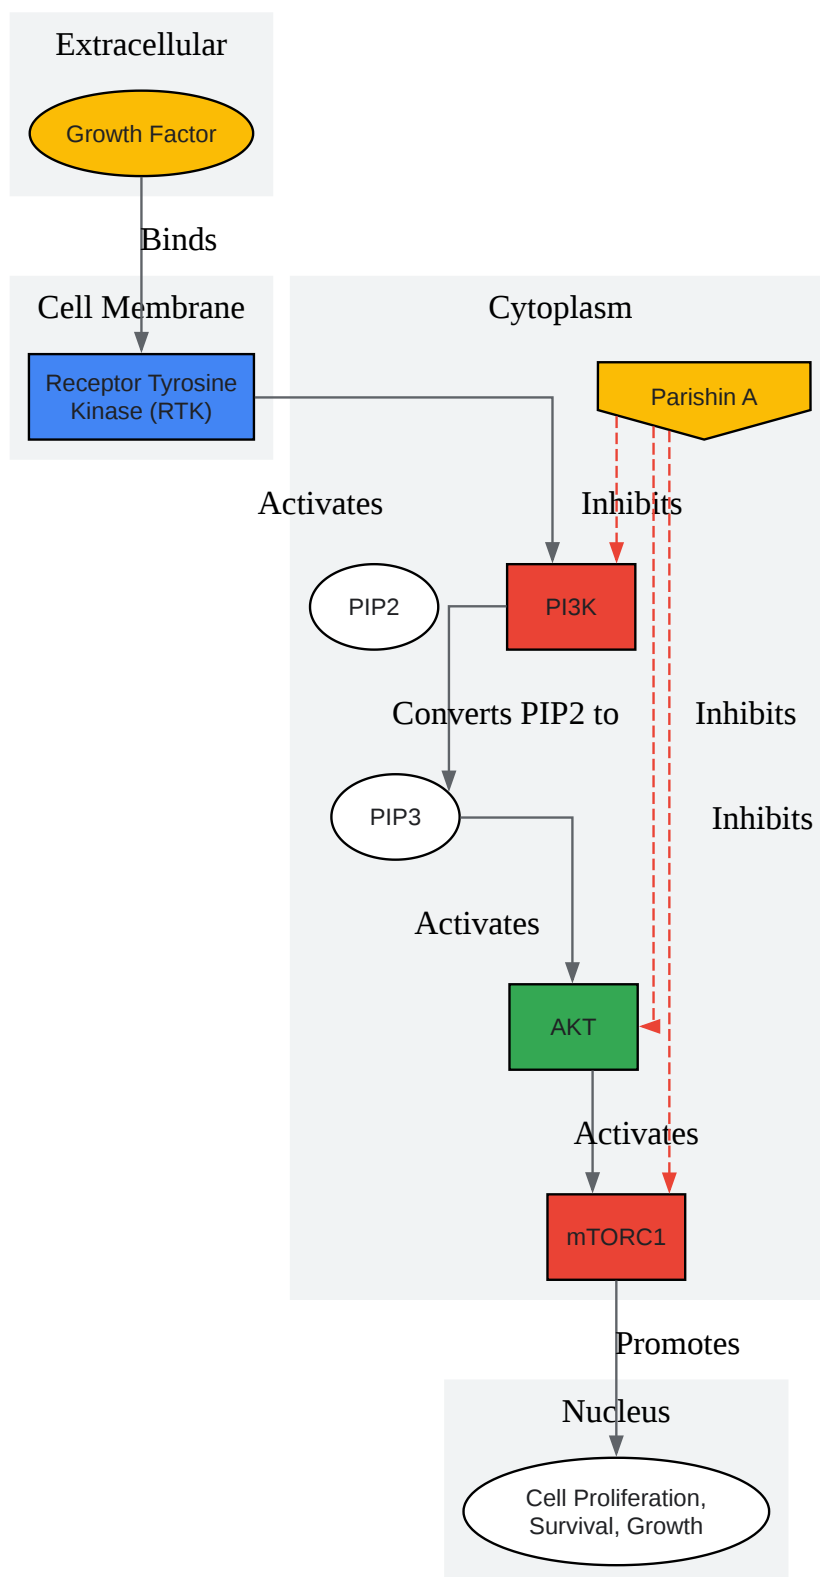 Extracellular
Growth Factor
Binds
Cell Membrane
Cytoplasm
Receptor Tyrosine
Kinase (RTK)
Parishin A
Activates
Inhibits
PIP2
PI3K
Converts PIP2 to
Inhibits
PIP3
Inhibits
Activates
AKT
Activates
mTORC1
Promotes
Nucleus
Cell Proliferation,
Survival, Growth